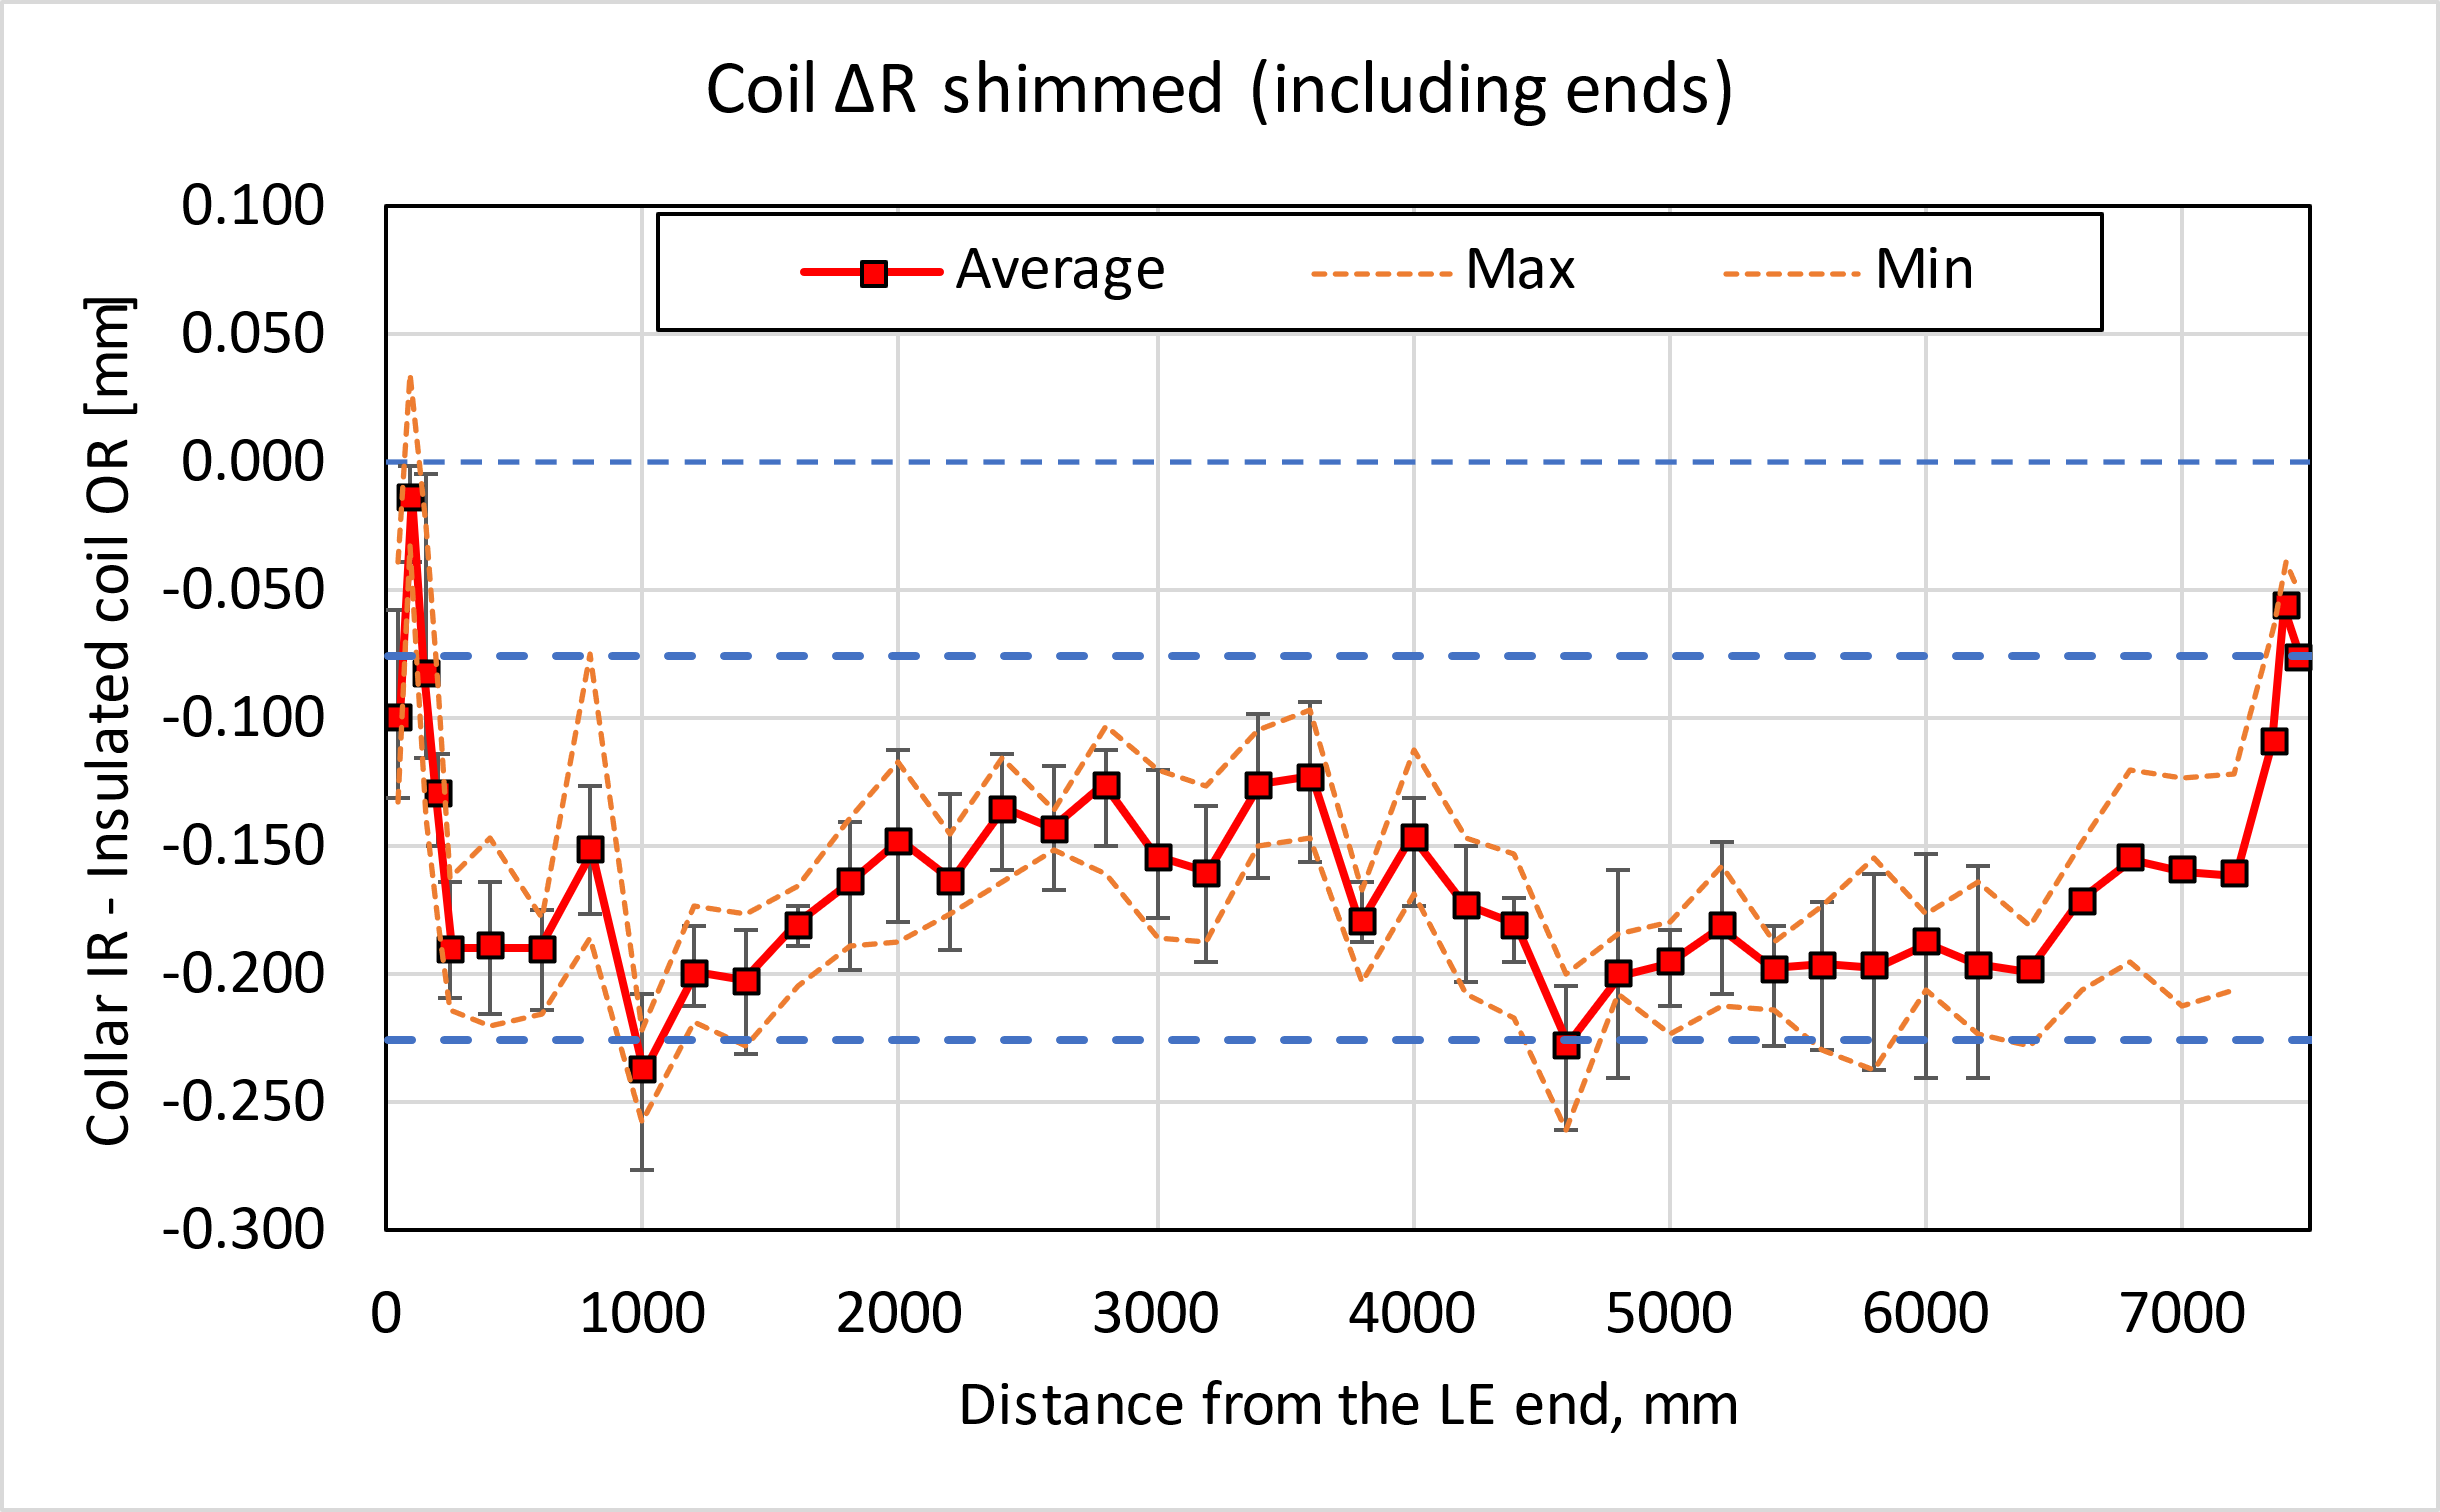 Coil ΔR shimmed (including ends)
Average
Max
Min
Collar IR - Insulated coil OR [mm]
0.100
0.050
0.000
-0.050
-0.100
-0.150
-0.200
-0.250
-0.300
0 1000 2000 3000 4000 5000 6000 7000
Distance from the LE end, mm